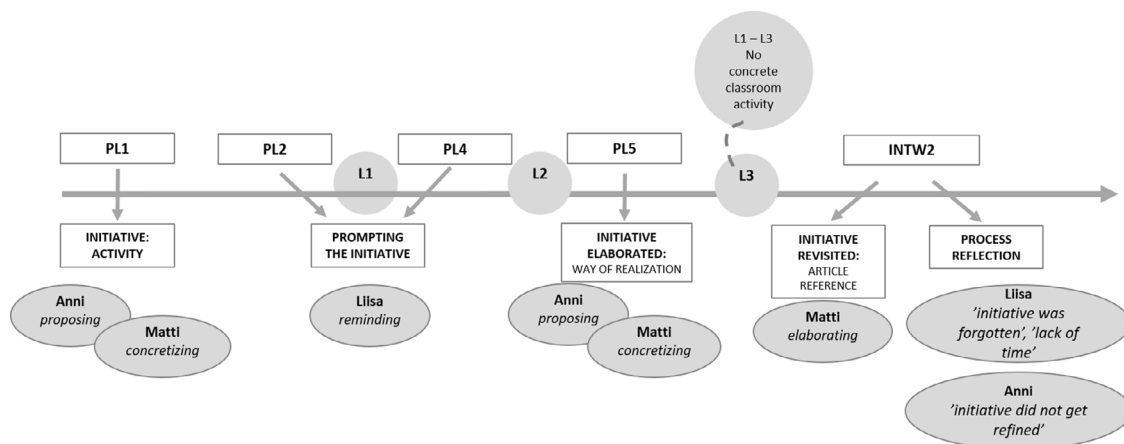 L1 – L3
No
concrete
classroom
activity
PL1
PL2
PL4
PL5
INTW2
L1
L2
L3
INITIATIVE:
ACTIVITY
PROMPTING
THE INITIATIVE
INITIATIVE
ELABORATED:
WAY OF REALIZATION
INITIATIVE
REVISITED:
ARTICLE
REFERENCE
PROCESS
REFLECTION
Anni
proposing
Matti
concretizing
Liisa
reminding
Anni
proposing
Matti
concretizing
Matti
elaborating
Liisa
’initiative was
forgotten’, ’lack of
time’
Anni
’initiative did not get
refined’